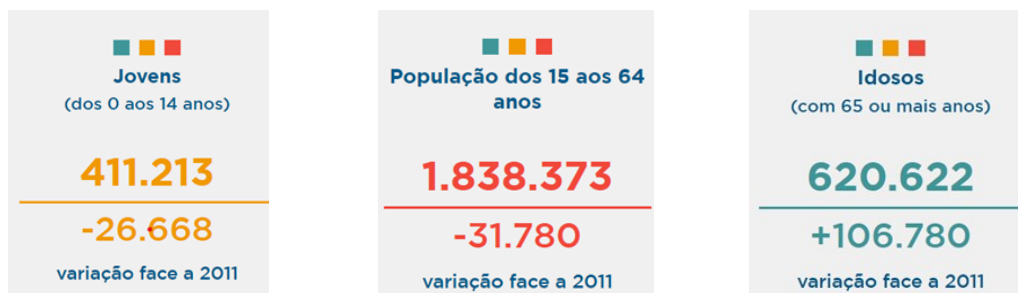 Jovens
(dos 0 aos 14 anos)
411.213
-26.668
variação face a 2011
População dos 15 aos 64
anos
1.838.373
-31.780
variação face a 2011
Idosos
(com 65 ou mais anos)
620.622
+106.780
variação face a 2011